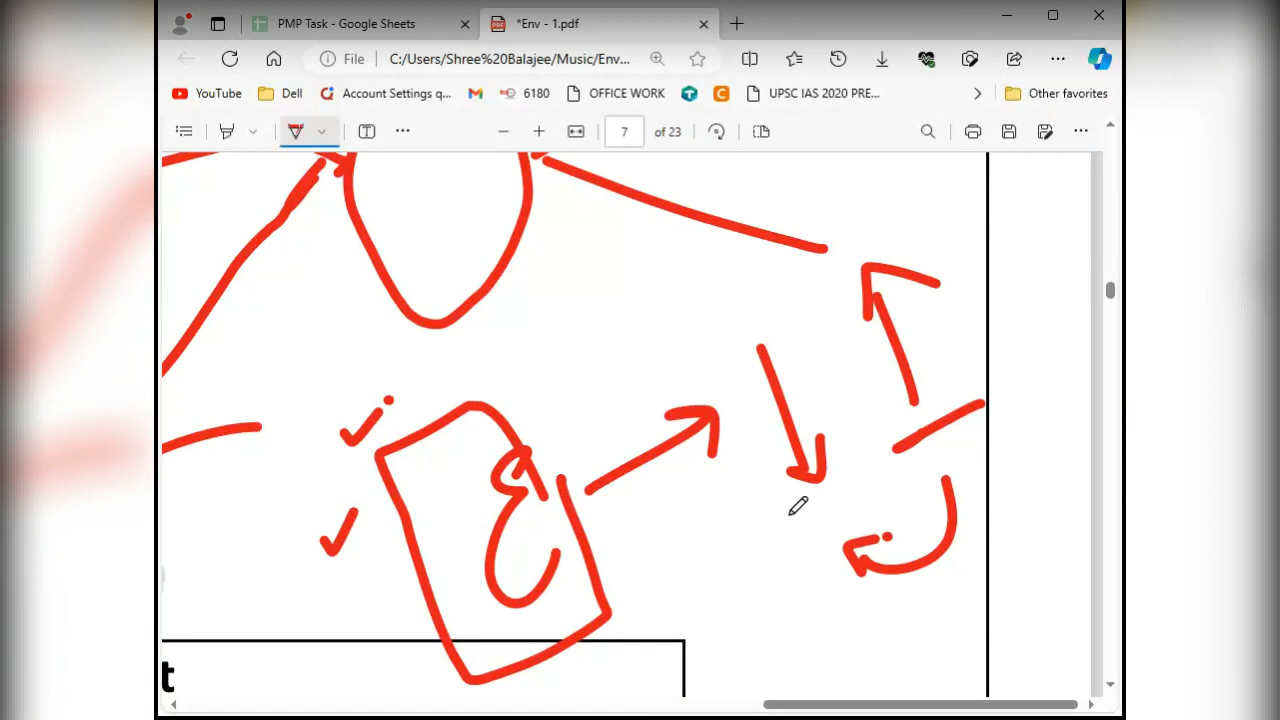 PMP Task - Google Sheets
*Env - 1.pdf
File
C:/Users/Shree%20Balajee/Music/Env...
YouTube
Dell
Account Settings q...
6180
OFFICE WORK
UPSC IAS 2020 PRE...
Other favorites
7 of 23
t